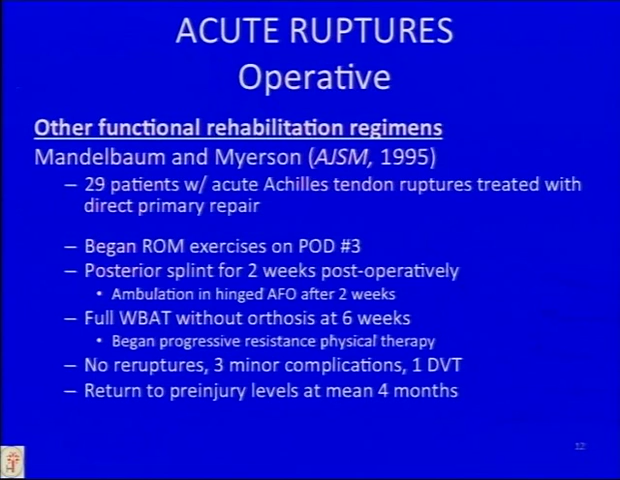 ACUTE RUPTURES
Operative
Other functional rehabilitation regimens
Mandelbaum and Myerson (AJSM, 1995)
– 29 patients w/ acute Achilles tendon ruptures treated with
direct primary repair
– Began ROM exercises on POD #3
– Posterior splint for 2 weeks post-operatively
• Ambulation in hinged AFO after 2 weeks
– Full WBAT without orthosis at 6 weeks
• Began progressive resistance physical therapy
– No reruptures, 3 minor complications, 1 DVT
– Return to preinjury levels at mean 4 months